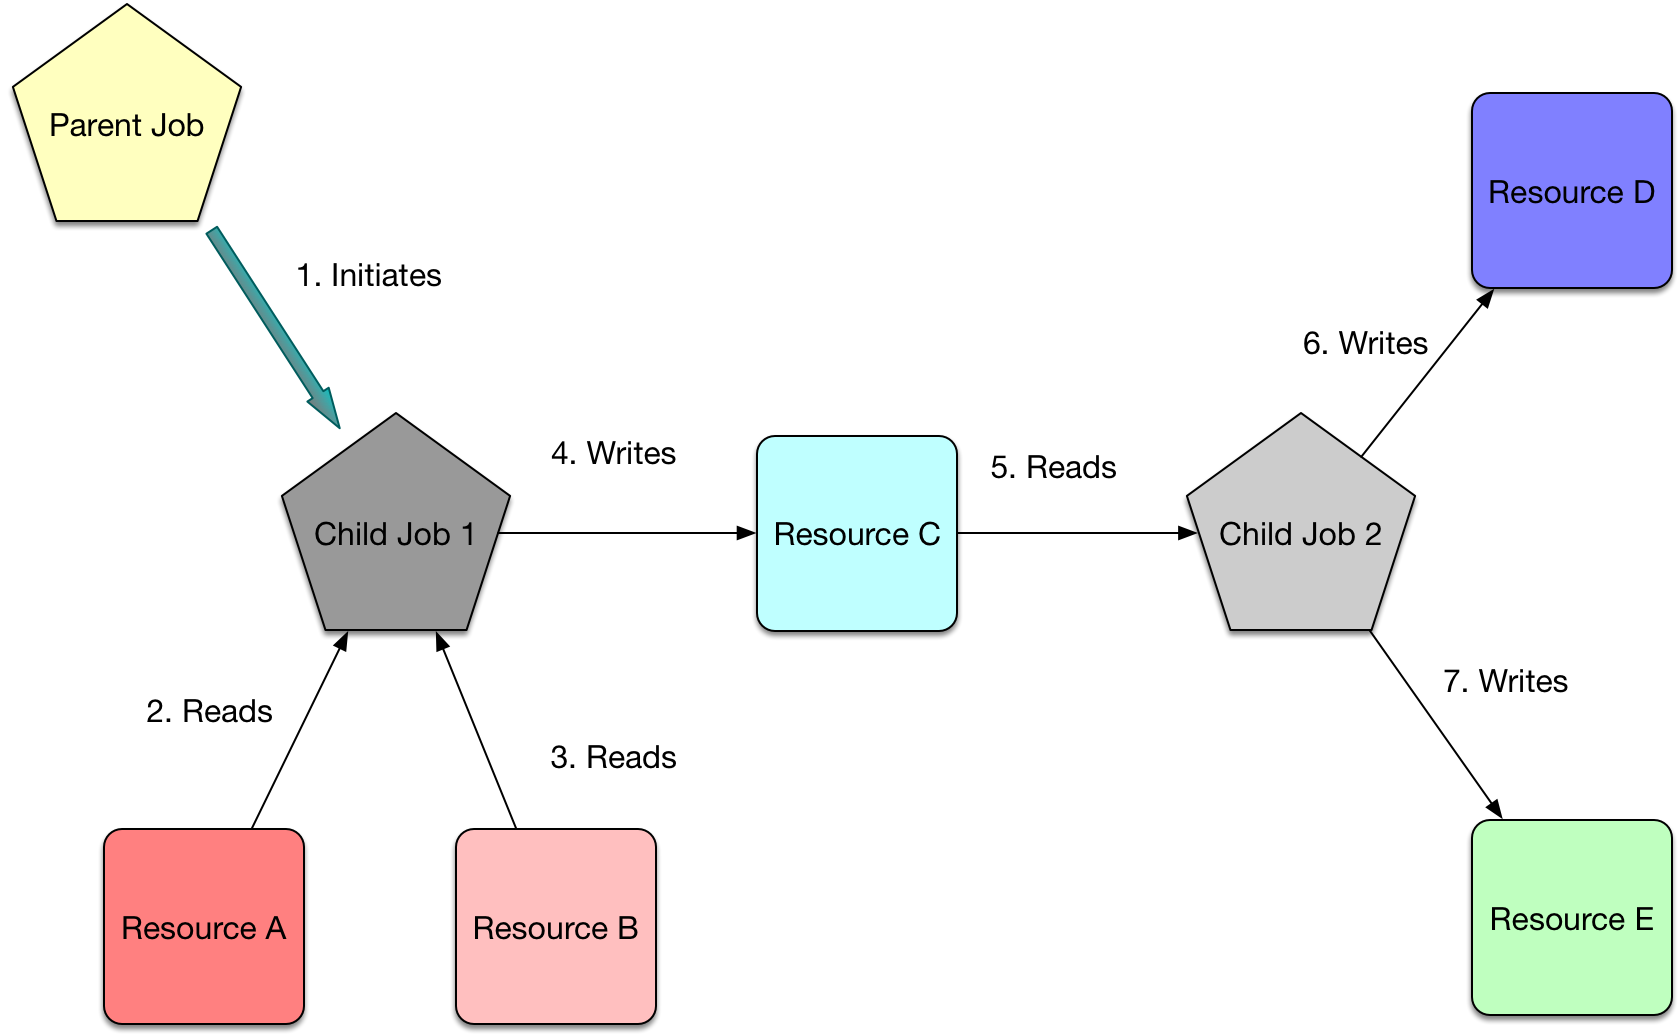 Parent Job
Resource D
1. Initiates
6. Writes
4. Writes
5. Reads
Child Job 1
Resource C
Child Job 2
2. Reads
7. Writes
3. Reads
Resource A
Resource B
Resource E